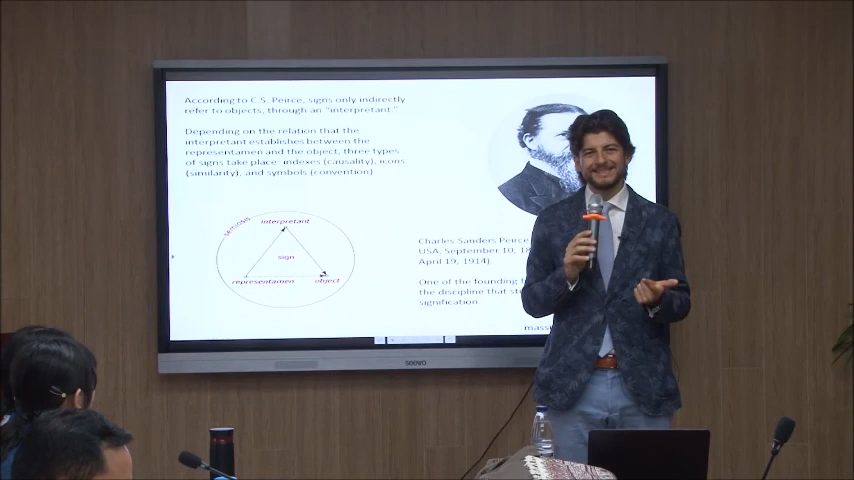 According to C.S. Peirce, signs only indirectly
refer to objects, through an "interpretant."
Depending on the relation that the
interpretant establishes between the
representamen and the object, three types
of signs take place: indexes (causality), icons
(similarity), and symbols (convention)
semiosis
interpretant
sign
representamen
object
Charles Sanders Peirce
USA, September 10, 18
April 19, 1914).
One of the founding
the discipline that
signification.
mass
seewo